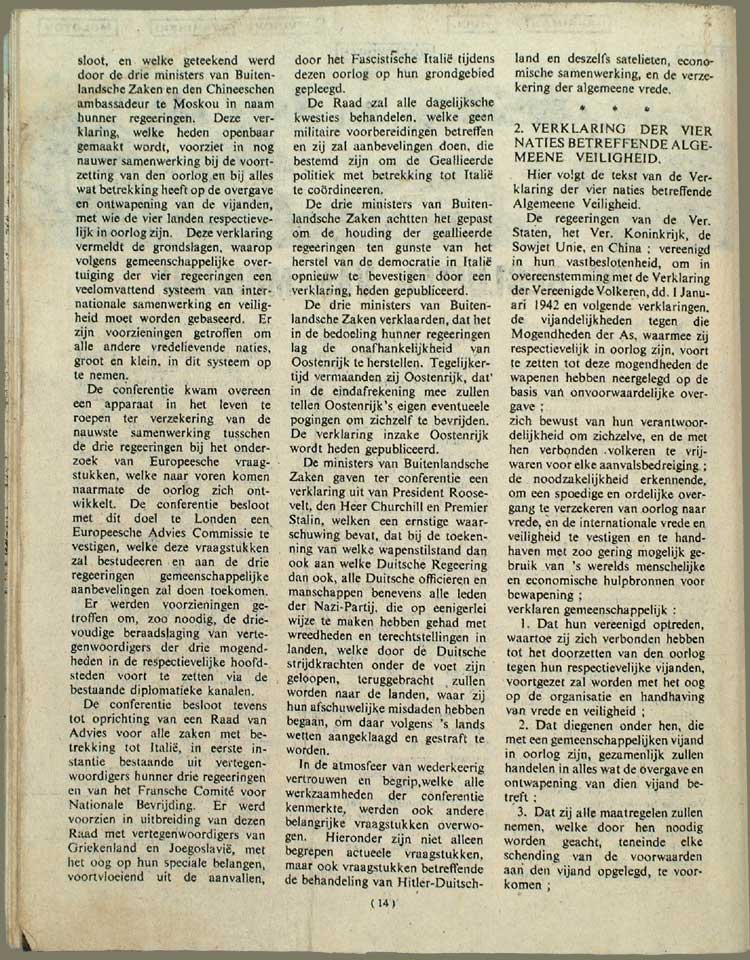 sloot, en welke geteekend werd
door de drie ministers van Buiten-
landsche Zaken en den Chineeschen
ambassadeur te Moskou in naam
hunner regeeringen. Deze ver-
klaring, welke heden openbaar
gemaakt wordt, voorziet in nog
nauwer samenwerking bij de voort-
zetting van den oorlog en bij alles
wat betrekking heeft op de overgave
en ontwapening van de vijanden,
met wie de vier landen respectieve-
lijk in oorlog zijn. Deze verklaring
vermeldt de grondslagen, waarop
volgens gemeenschappelijke over-
tuiging der vier regeeringen een
veelomvattend systeem van inter-
nationale samenwerking en veilig-
heid moet worden gebaseerd. Er
zijn voorzieningen getroffen om
alle andere vredelievende naties,
groot en klein, in dit systeem op
te nemen.
De conferentie kwam overeen
een apparaat in het leven te
roepen ter verzekering van de
nauwste samenwerking tusschen
de drie regeeringen bij het onder-
zoek van Europeesche vraag-
stukken, welke naar voren komen
naarmate de oorlog zich ont-
wikkelt. De conferentie besloot
met dit doel te Londen een
Europeesche Advies Commissie te
vestigen, welke deze vraagstukken
zal bestudeeren en aan de drie
regeeringen gemeenschappelijke
aanbevelingen zal doen toekomen.
Er werden voorzieningen ge-
troffen om, zoo noodig, de drie-
voudige beraadslaging van verte-
genwoordigers der drie mogend-
heden in de respectievelijke hoofd-
steden voort te zetten via de
bestaande diplomatieke kanalen.
De conferentie besloot tevens
tot oprichting van een Raad van
Advies voor alle zaken met be-
trekking tot Italië, in eerste in-
stantie bestaande uit vertegen-
woordigers hunner drie regeeringen
en van het Fransche Comité voor
Nationale Bevrijding. Er werd
voorzien in uitbreiding van dezen
Raad met vertegenwoordigers van
Griekenland en Joegoslavië, met
het oog op hun speciale belangen,
voortvloeiend uit de aanvallen,
door het Fascistische Italië tijdens
dezen oorlog op hun grondgebied
gepleegd.
De Raad zal alle dagelijksche
kwesties behandelen, welke geen
militaire voorbereidingen betreffen
en zij zal aanbevelingen doen, die
bestemd zijn om de Geallieerde
politiek met betrekking tot Italië
te coördineeren.
De drie ministers van Buiten-
landsche Zaken achtten het gepast
om de houding der geallieerde
regeeringen ten gunste van het
herstel van de democratie in Italië
opnieuw te bevestigen door een
verklaring, heden gepubliceerd.
De drie ministers van Buiten-
landsche Zaken verklaarden, dat het
in de bedoeling hunner regeeringen
lag de onafhankelijkheid van
Oostenrijk te herstellen. Tegelijker-
tijd vermaanden zij Oostenrijk, dat
in de eindafrekening mee zullen
tellen Oostenrijk's eigen eventueele
pogingen om zichzelf te bevrijden.
De verklaring inzake Oostenrijk
wordt heden gepubliceerd.
De ministers van Buitenlandsche
Zaken gaven ter conferentie een
verklaring uit van President Roose-
velt, den Heer Churchill en Premier
Stalin, welken een ernstige waar-
schuwing bevat, dat bij de toeken-
ning van welke wapenstilstand dan
ook aan welke Duitsche Regeering
dan ook, alle Duitsche officieren en
manschappen benevens alle leden
der Nazi-Partij, die op eenigerlei
wijze te maken hebben gehad met
wreedheden en terechtstellingen in
landen, welke door de Duitsche
strijdkrachten onder de voet zijn
geloopen, teruggebracht zullen
worden naar de landen, waar zij
hun afschuwelijke misdaden hebben
begaan, om daar volgens 's lands
wetten aangeklaagd en gestraft te
worden.
In de atmosfeer van wederkeerig
vertrouwen en begrip,welke alle
werkzaamheden der conferentie
kenmerkte, werden ook andere
belangrijke vraagstukken overwo-
gen. Hieronder zijn niet alleen
begrepen actueele vraagstukken,
maar ook vraagstukken betreffende
de behandeling van Hitler-Duitsch-
land en deszelfs satelieten, econo-
mische samenwerking, en de verze-
kering der algemeene vrede.
* * *
2. VERKLARING DER VIER
NATIES BETREFFENDE ALGE-
MEENE VEILIGHEID.
Hier volgt de tekst van de Ver-
klaring der vier naties betreffende
Algemeene Veiligheid.
De regeeringen van de Ver.
Staten, het Ver. Koninkrijk, de
Sowjet Unie, en China : vereenigd
in hun vastbeslotenheid, om in
overeenstemming met de Verklaring
der Vereenigde Volkeren, dd. 1 Janu-
ari 1942 en volgende verklaringen,
de vijandelijkheden tegen die
Mogendheden der As, waarmee zij
respectievelijk in oorlog zijn, voort
te zetten tot deze mogendheden de
wapenen hebben neergelegd op de
basis van onvoorwaardelijke over-
gave ;
zich bewust van hun verantwoor-
delijkheid om zichzelve, en de met
hen verbonden volkeren te vrij-
waren voor elke aanvalsbedreiging ;
de noodzakelijkheid erkennende,
om een spoedige en ordelijke over-
gang te verzekeren van oorlog naar
vrede, en de internationale vrede en
veiligheid te vestigen en te hand-
haven met zoo gering mogelijk ge-
bruik van 's werelds menschelijke
en economische hulpbronnen voor
bewapening ;
verklaren gemeenschappelijk :
1. Dat hun vereenigd optreden,
waartoe zij zich verbonden hebben
tot het doorzetten van den oorlog
tegen hun respectievelijke vijanden,
voortgezet zal worden met het oog
op de organisatie en handhaving
van vrede en veiligheid ;
2. Dat diegenen onder hen, die
met een gemeenschappelijken vijand
in oorlog zijn, gezamenlijk zullen
handelen in alles wat de overgave en
ontwapening van dien vijand be-
treft ;
3. Dat zij alle maatregelen zullen
nemen, welke door hen noodig
worden geacht, teneinde elke
schending van de voorwaarden
aan den vijand opgelegd, te voor-
komen ;
(14)